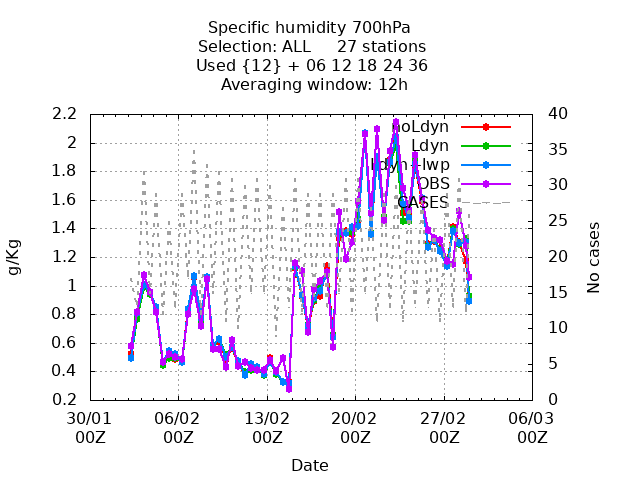 Specific humidity 700hPa
Selection: ALL 27 stations
Used {12} + 06 12 18 24 36
Averaging window: 12h
2.2
2
1.8
1.6
1.4
1.2
1
0.8
0.6
0.4
0.2
40
35
30
25
20
15
10
5
0
noLdyn
Ldyn
Ldyn+lwp
OBS
CASES
g/Kg
No cases
30/01 06/02 13/02 20/02 27/02 06/03
00Z 00Z 00Z 00Z 00Z 00Z
Date